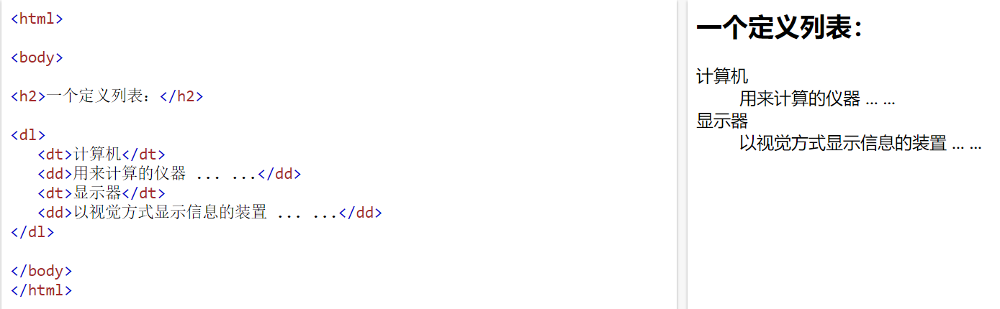 <html>
<body>
<h2>一个定义列表：</h2>
<dl>
<dt>计算机</dt>
<dd>用来计算的仪器 ... ...</dd>
<dt>显示器</dt>
<dd>以视觉方式显示信息的装置 ... ...</dd>
</dl>
</body>
</html>
一个定义列表：
计算机
用来计算的仪器 ... ...
显示器
以视觉方式显示信息的装置 ... ...